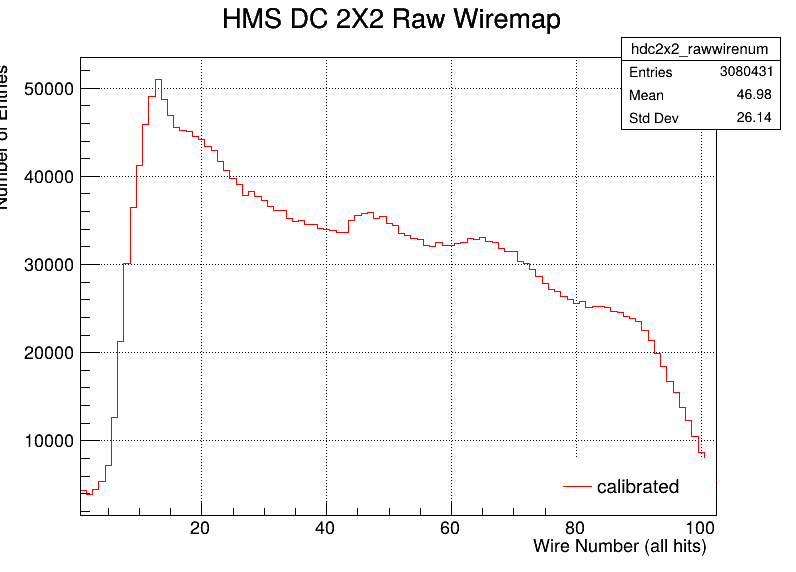 HMS DC 2X2 Raw Wiremap
hdc2x2_rawwirenum
Entries 3080431
Mean 46.98
Std Dev 26.14
Number of Entries
50000
40000
30000
20000
10000
calibrated
20 40 60 80 100
Wire Number (all hits)